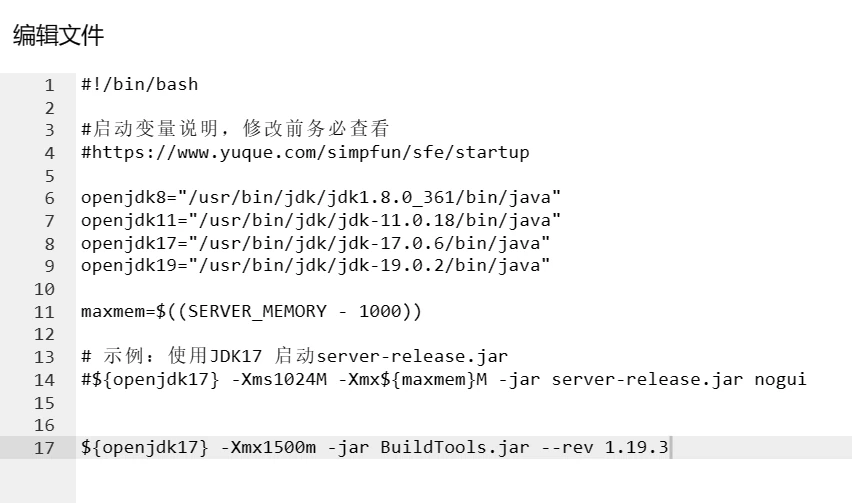 编辑文件
1 #!/bin/bash
2
3 #启动变量说明，修改前务必查看
4 #https://www.yuque.com/simpfun/sfe/startup
5
6 openjdk8="/usr/bin/jdk/jdk1.8.0_361/bin/java"
7 openjdk11="/usr/bin/jdk/jdk-11.0.18/bin/java"
8 openjdk17="/usr/bin/jdk/jdk-17.0.6/bin/java"
9 openjdk19="/usr/bin/jdk/jdk-19.0.2/bin/java"
10
11 maxmem=$((SERVER_MEMORY - 1000))
12
13 # 示例：使用JDK17 启动server-release.jar
14 #${openjdk17} -Xms1024M -Xmx${maxmem}M -jar server-release.jar nogui
15
16
17 ${openjdk17} -Xmx1500m -jar BuildTools.jar --rev 1.19.3